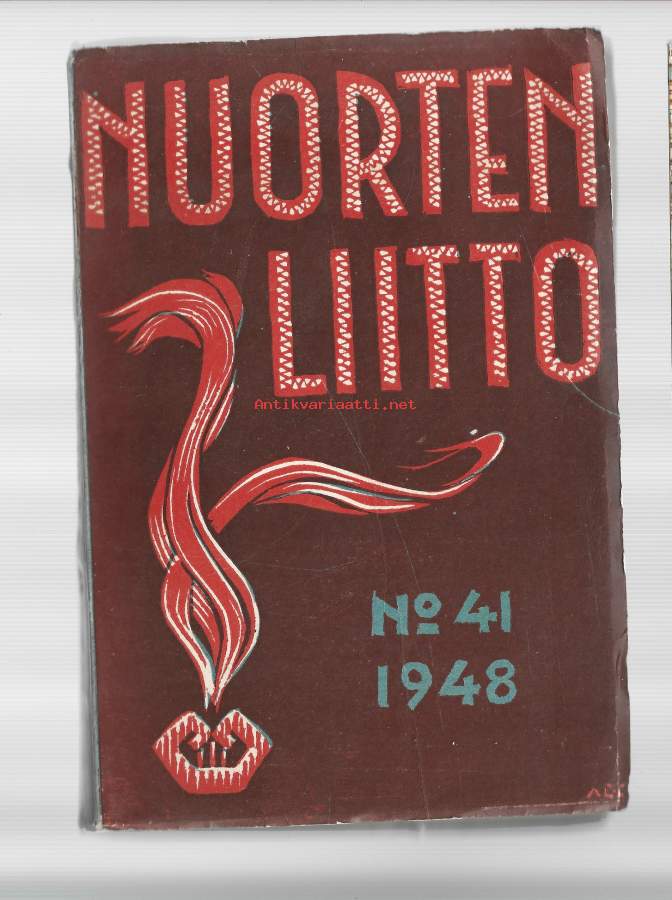 NUORTEN
LIITTO
Antikvariaatti.net
No 41
1948